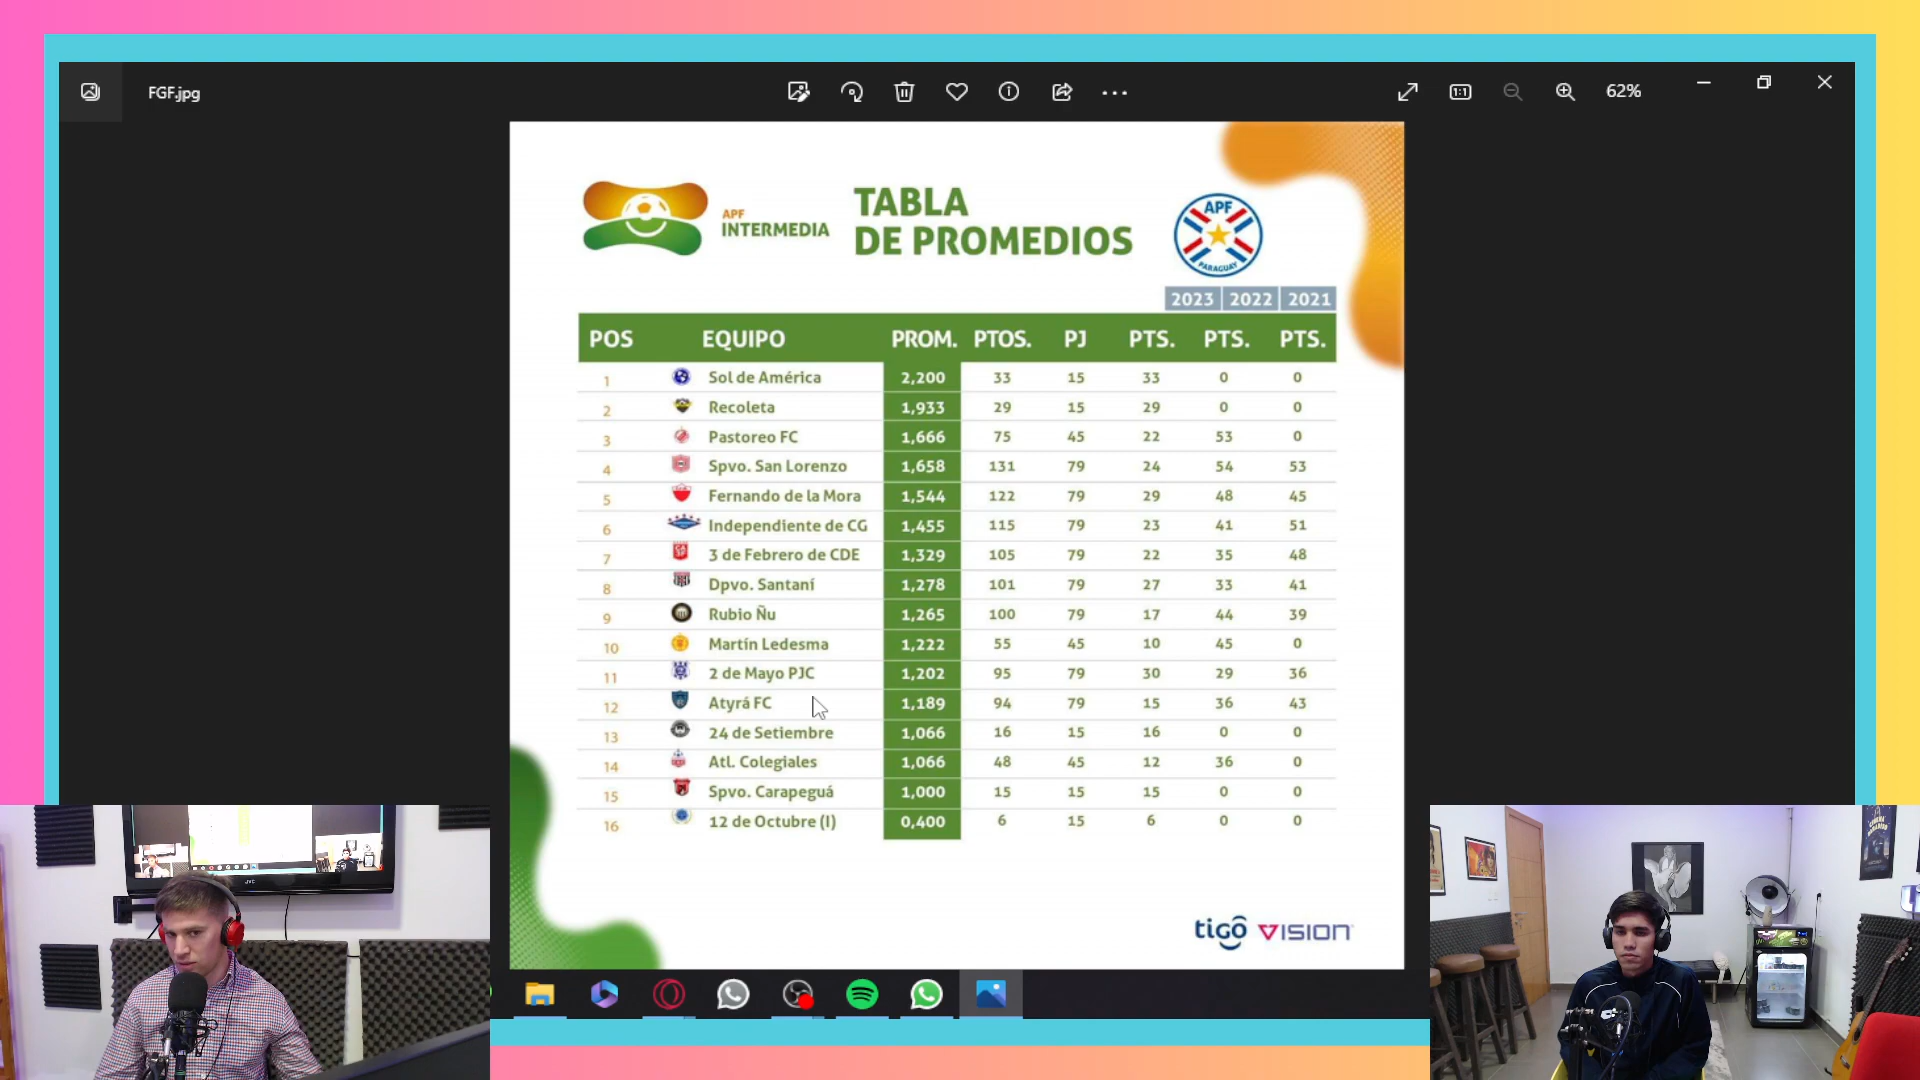 FGF.jpg
62%
APF
INTERMEDIA
TABLA
DE PROMEDIOS
APF
PARAGUAY
2023 2022 2021
POS EQUIPO PROM. PTOS. PJ PTS. PTS. PTS.
1 Sol de América 2,200 33 15 33 0 0
2 Recoleta 1,933 29 15 29 0 0
3 Pastoreo FC 1,666 75 45 22 53 0
4 Spvo. San Lorenzo 1,658 131 79 24 54 53
5 Fernando de la Mora 1,544 122 79 29 48 45
6 Independiente de CG 1,455 115 79 23 41 51
7 3 de Febrero de CDE 1,329 105 79 22 35 48
8 Dpvo. Santaní 1,278 101 79 27 33 41
9 Rubio Ñu 1,265 100 79 17 44 39
10 Martín Ledesma 1,222 55 45 10 45 0
11 2 de Mayo PJC 1,202 95 79 30 29 36
12 Atyrá FC 1,189 94 79 15 36 43
13 24 de Setiembre 1,066 16 15 16 0 0
14 Atl. Colegiales 1,066 48 45 12 36 0
15 Spvo. Carapeguá 1,000 15 15 15 0 0
16 12 de Octubre (I) 0,400 6 15 6 0 0
tigo VISION
JVC